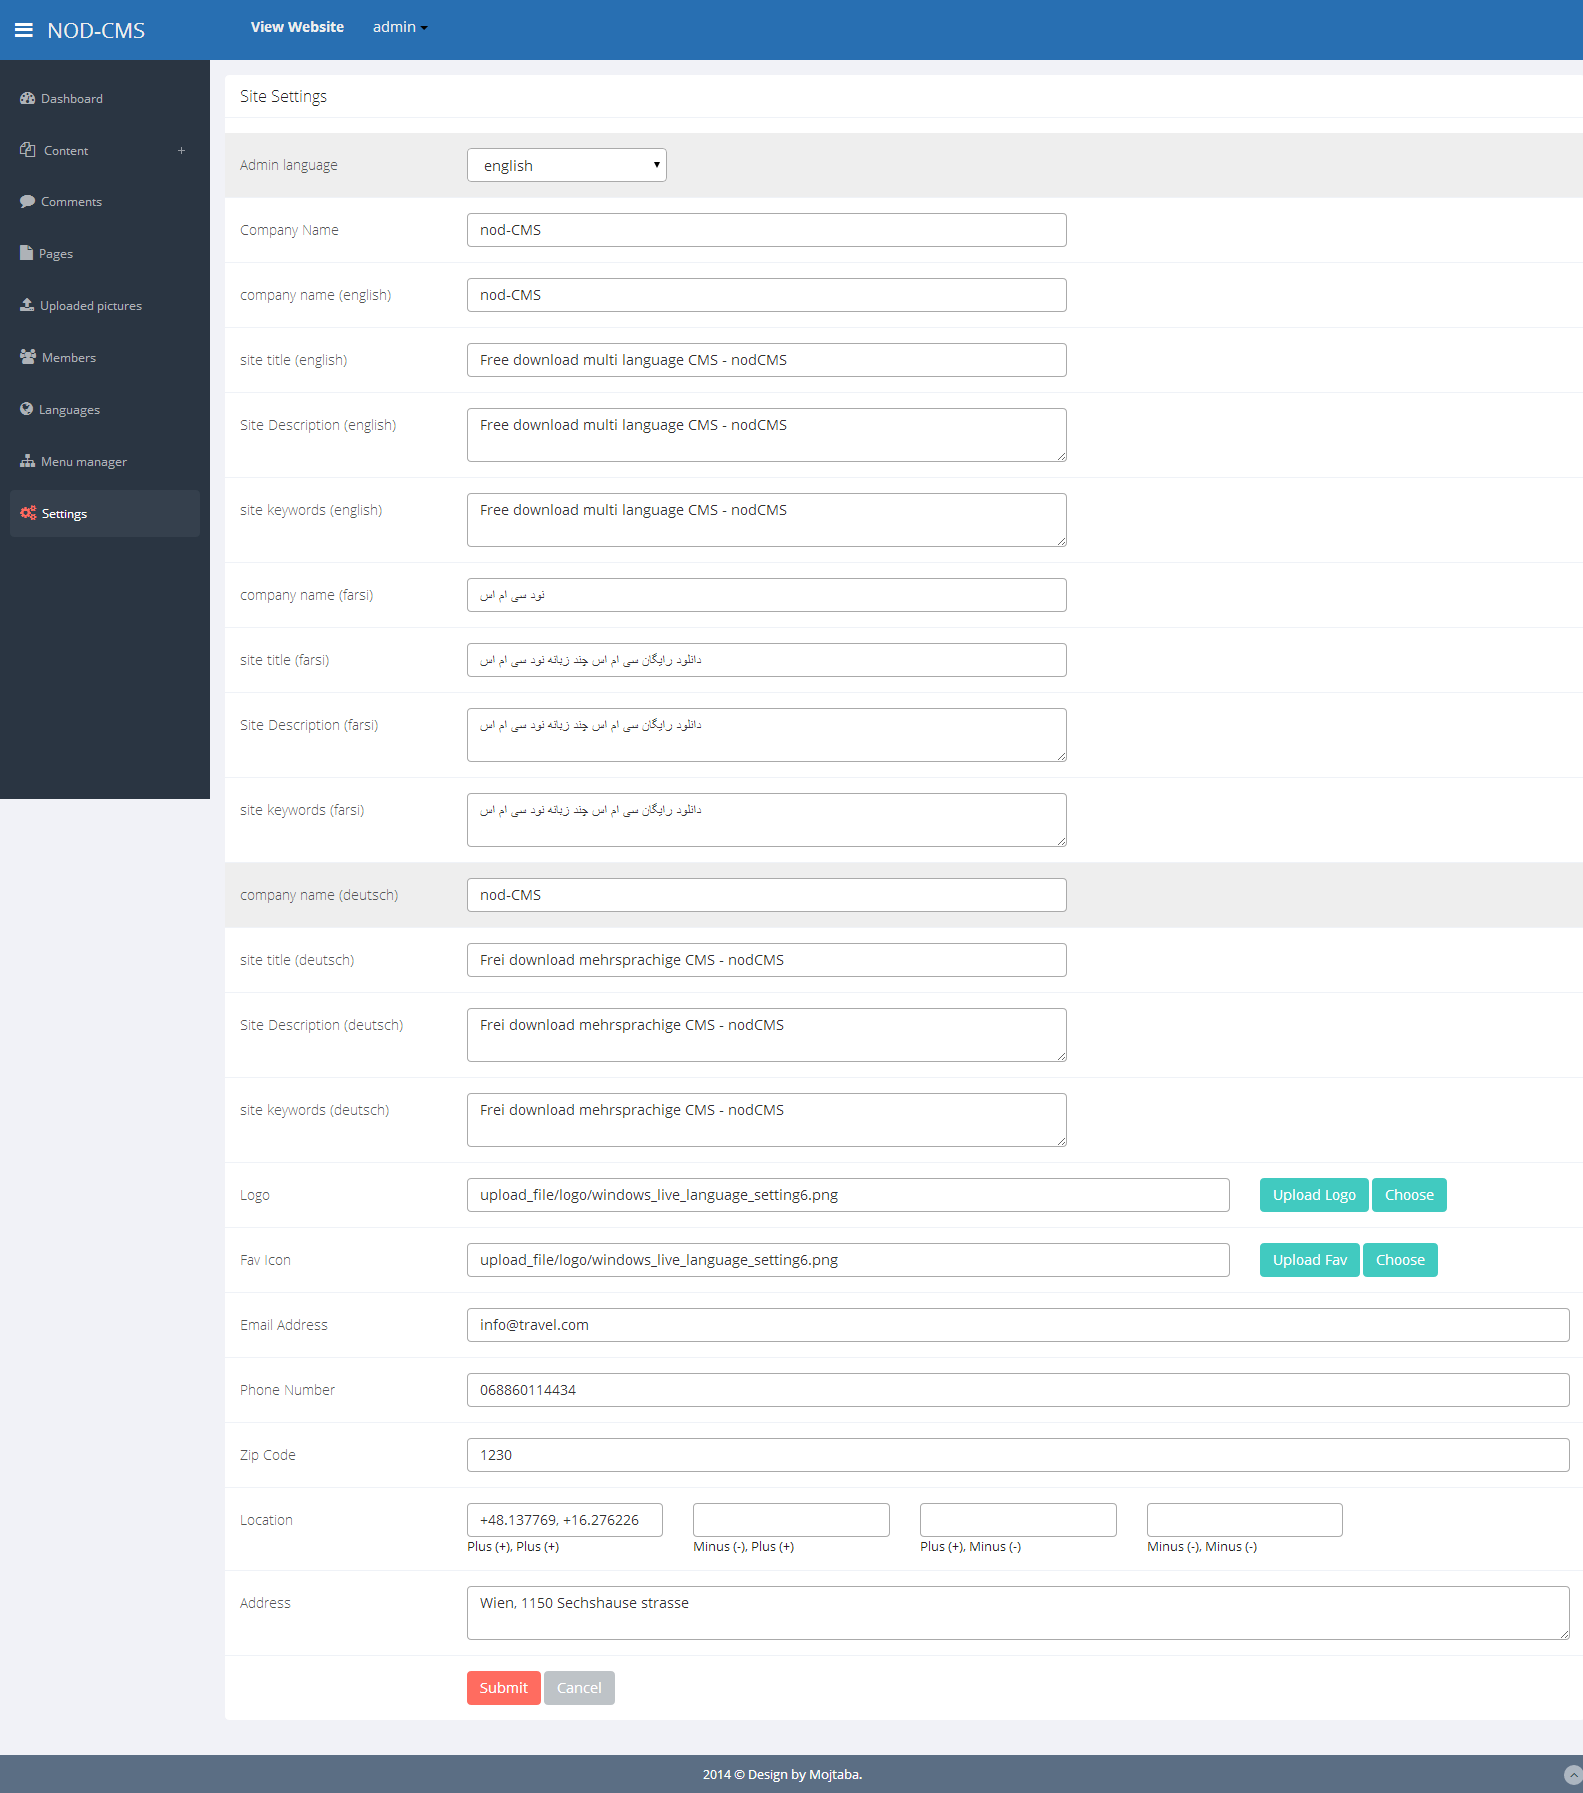 NOD-CMS
View Website
admin
Dashboard
Content +
Comments
Pages
Uploaded pictures
Members
Languages
Menu manager
Settings
Site Settings
Admin language
english
Company Name
nod-CMS
company name (english)
nod-CMS
site title (english)
Free download multi language CMS - nodCMS
Site Description (english)
Free download multi language CMS - nodCMS
site keywords (english)
Free download multi language CMS - nodCMS
company name (farsi)
نود سی ام اس
site title (farsi)
دانلود رایگان سی ام اس چند زبانه نود سی ام اس
Site Description (farsi)
دانلود رایگان سی ام اس چند زبانه نود سی ام اس
site keywords (farsi)
دانلود رایگان سی ام اس چند زبانه نود سی ام اس
company name (deutsch)
nod-CMS
site title (deutsch)
Frei download mehrsprachige CMS - nodCMS
Site Description (deutsch)
Frei download mehrsprachige CMS - nodCMS
site keywords (deutsch)
Frei download mehrsprachige CMS - nodCMS
Logo
upload_file/logo/windows_live_language_setting6.png
Upload Logo
Choose
Fav Icon
upload_file/logo/windows_live_language_setting6.png
Upload Fav
Choose
Email Address
info@travel.com
Phone Number
068860114434
Zip Code
1230
Location
+48.137769, +16.276226
Plus (+), Plus (+)
Minus (-), Plus (+)
Plus (+), Minus (-)
Minus (-), Minus (-)
Address
Wien, 1150 Sechshause strasse
Submit
Cancel
2014 © Design by Mojtaba.